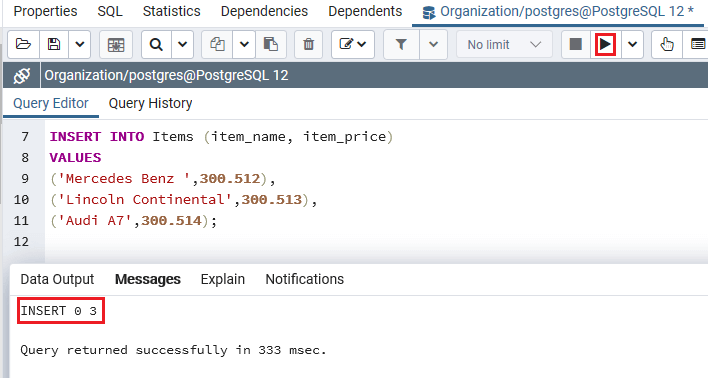 Properties SQL Statistics Dependencies Dependents Organization/postgres@PostgreSQL 12 *
No limit
Organization/postgres@PostgreSQL 12
Query Editor Query History
7 INSERT INTO Items (item_name, item_price)
8 VALUES
9 ('Mercedes Benz ',300.512),
10 ('Lincoln Continental',300.513),
11 ('Audi A7',300.514);
12
Data Output Messages Explain Notifications
INSERT 0 3
Query returned successfully in 333 msec.